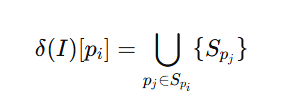 δ(I)[p_i] = ⋃_{p_j∈S_{p_i}} {S_{p_j}}